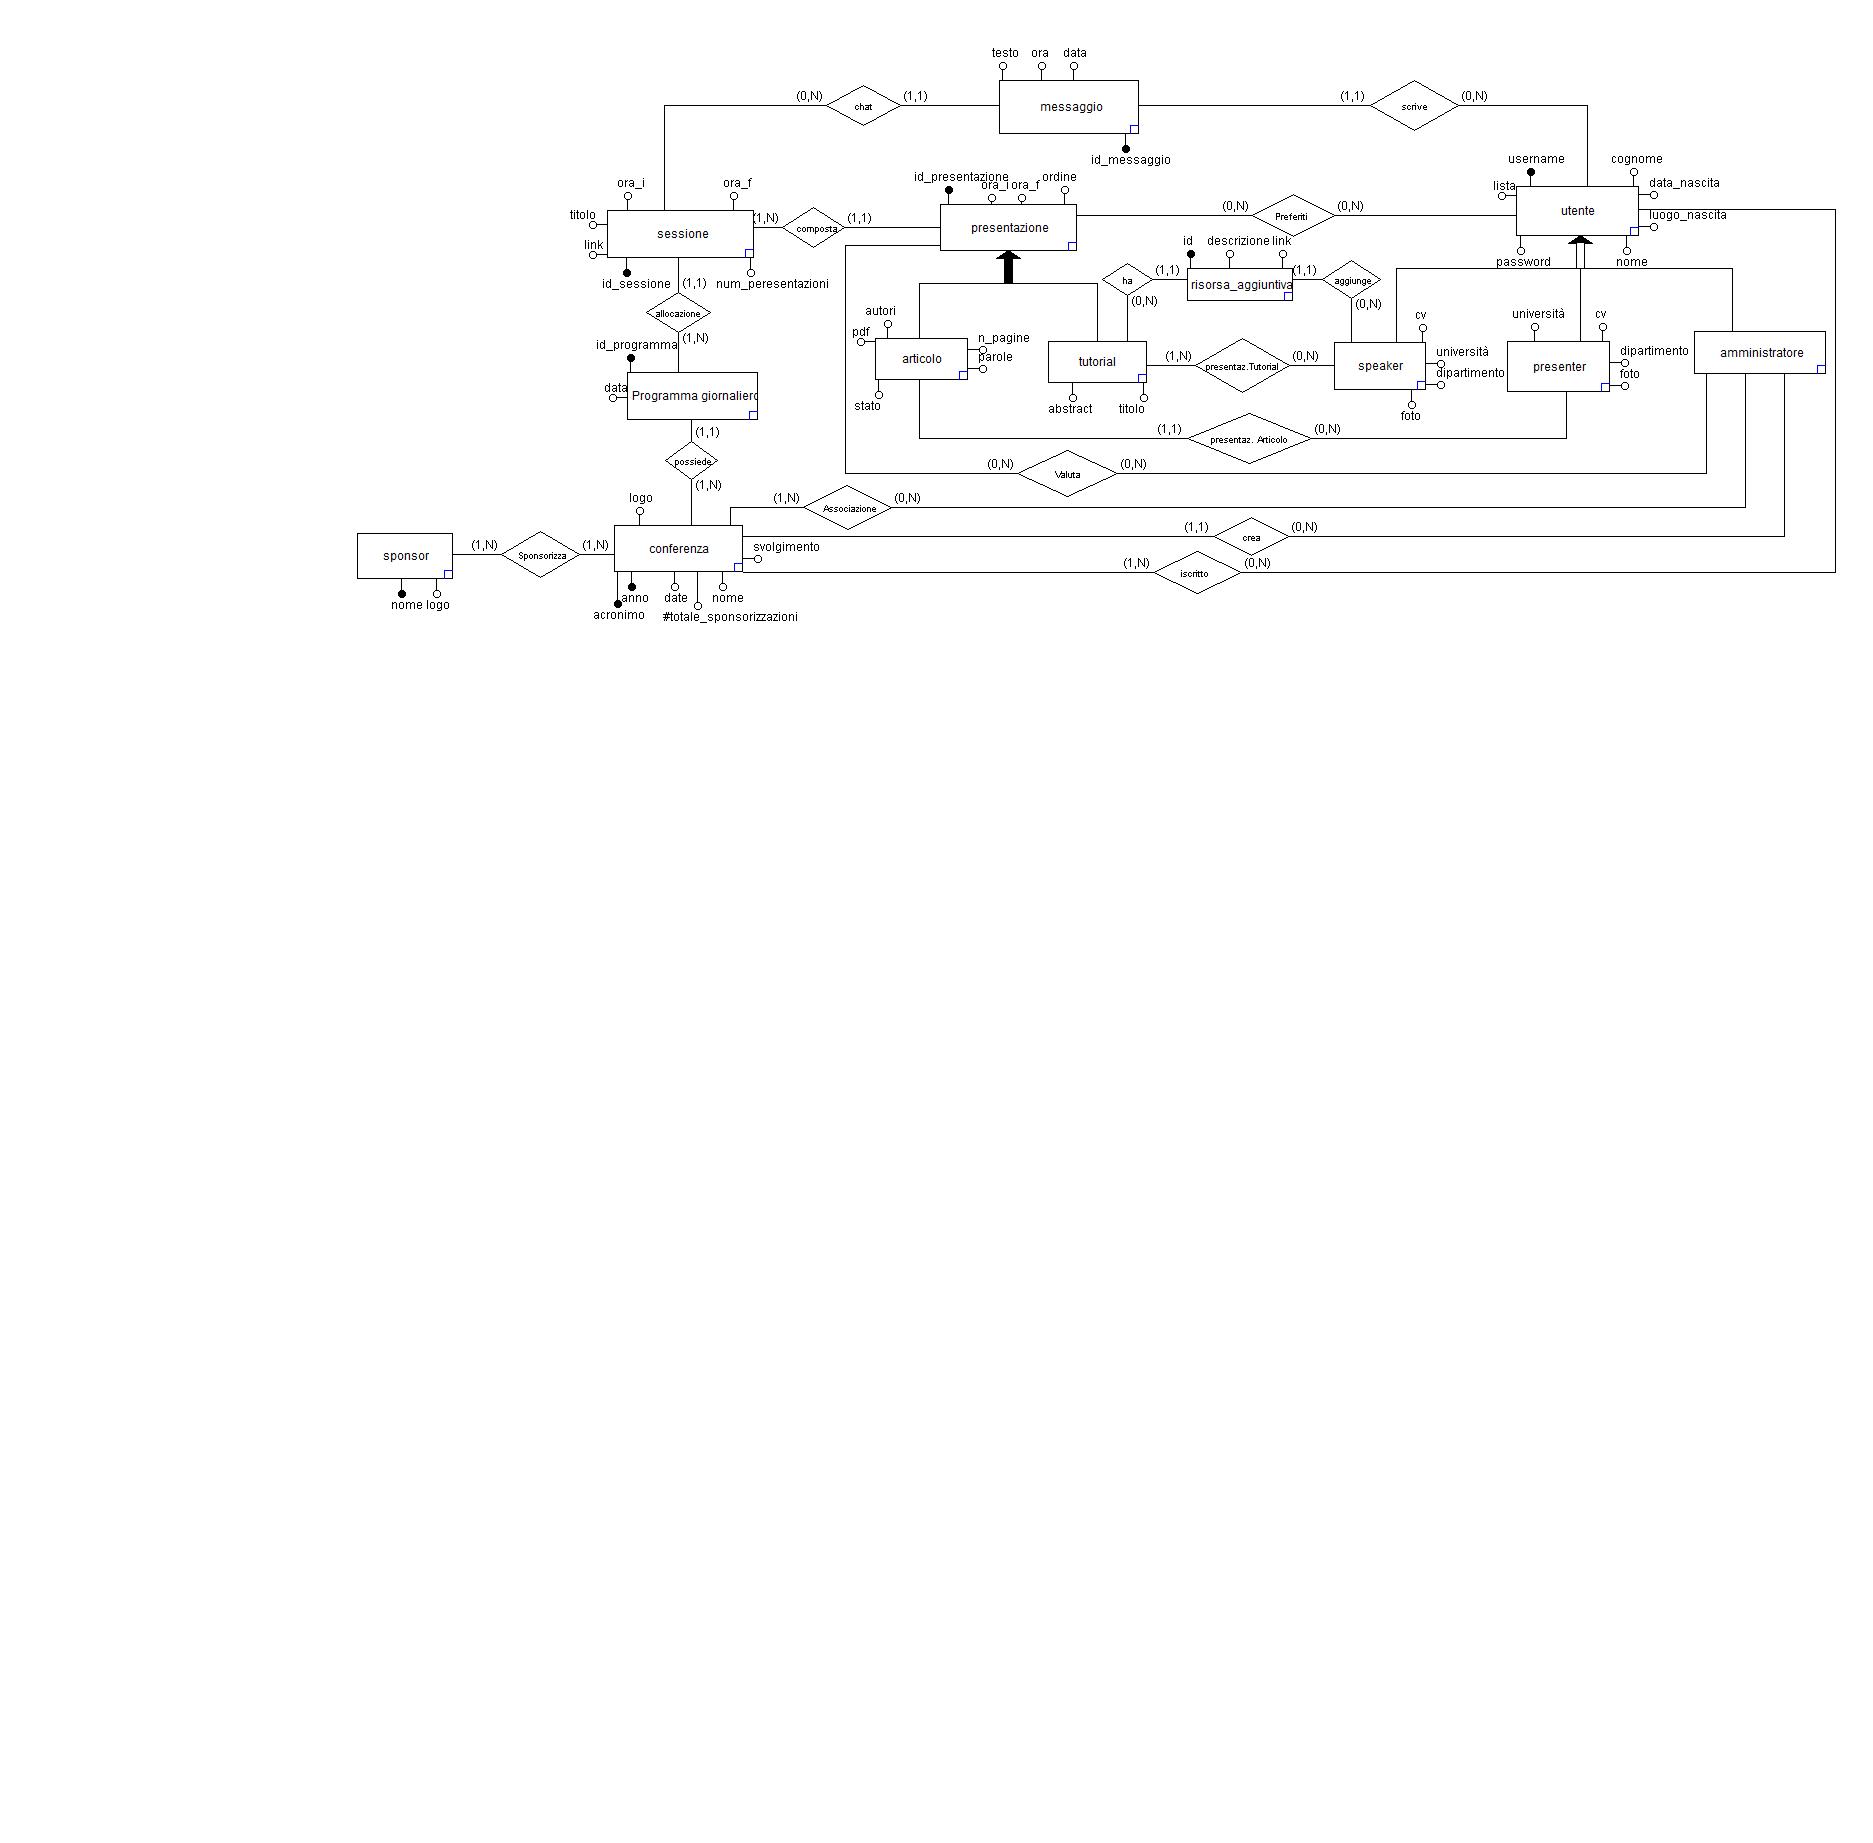 testo ora data
(0,N) chat (1,1) messaggio (1,1) scrive (0,N)
id_messaggio
username cognome
id_presentazione ordine
ora_i ora_f
ora_i ora_f
lista data_nascita
titolo (1,N) composta (1,1) presentazione (0,N) Preferiti (0,N) utente luogo_nascita
sessione
link
id descrizione link
password nome
id_sessione (1,1) num_peresentazioni
ha (1,1) risorsa_aggiuntiva (1,1) aggiunge
(0,N) (0,N)
allocazione
autori cv università cv
id_programma (1,N)
pdf n_pagine
articolo parole
tutorial (1,N) presentaz.Tutorial (0,N) speaker università
dipartimento
presenter dipartimento
foto
amministratore
data Programma giornaliero
stato abstract titolo foto
(1,1) presentaz. Articolo (0,N)
(1,1)
possiede
(0,N) Valuta (0,N)
(1,N)
logo (1,N) Associazione (0,N)
(1,1) crea (0,N)
sponsor (1,N) Sponsorizza (1,N) conferenza svolgimento
(1,N) iscritto (0,N)
nome logo anno date nome
acronimo #totale_sponsorizzazioni